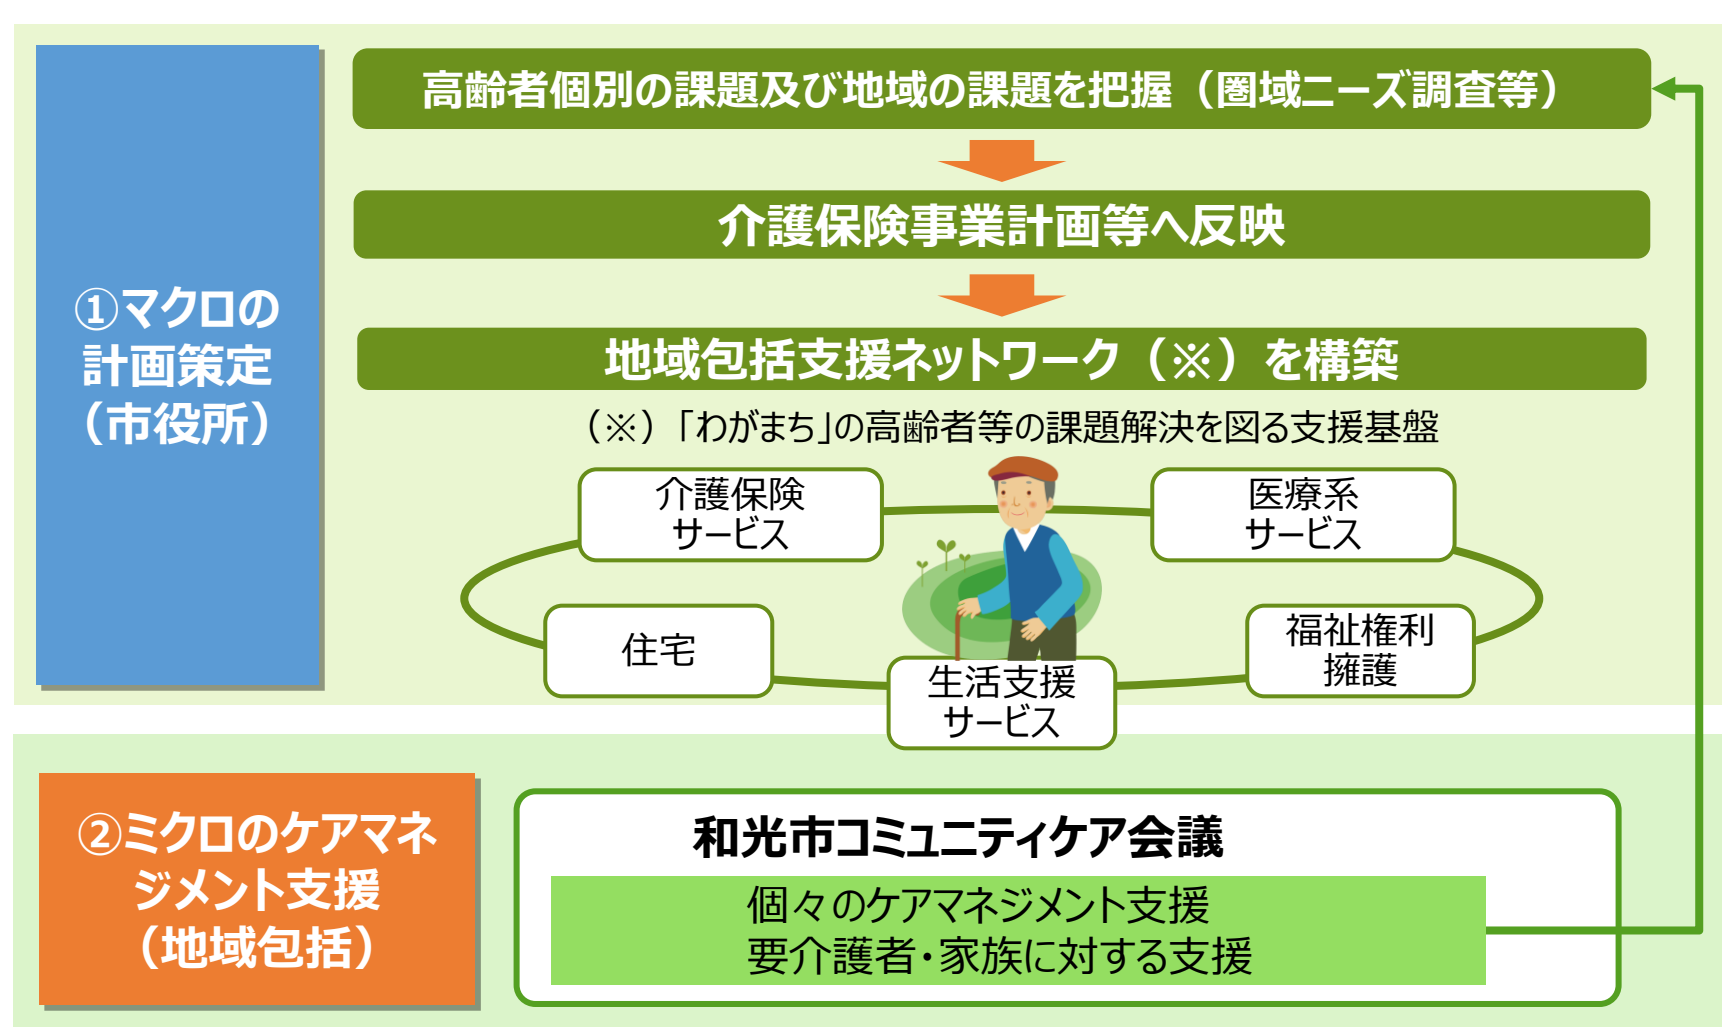 ①マクロの
計画策定
（市役所）
高齢者個別の課題及び地域の課題を把握（圏域ニーズ調査等）
介護保険事業計画等へ反映
地域包括支援ネットワーク（※）を構築
（※）「わがまち」の高齢者等の課題解決を図る支援基盤
介護保険
サービス
医療系
サービス
住宅
福祉権利
擁護
生活支援
サービス
②ミクロのケアマネ
ジメント支援
（地域包括）
和光市コミュニティケア会議
個々のケアマネジメント支援
要介護者・家族に対する支援